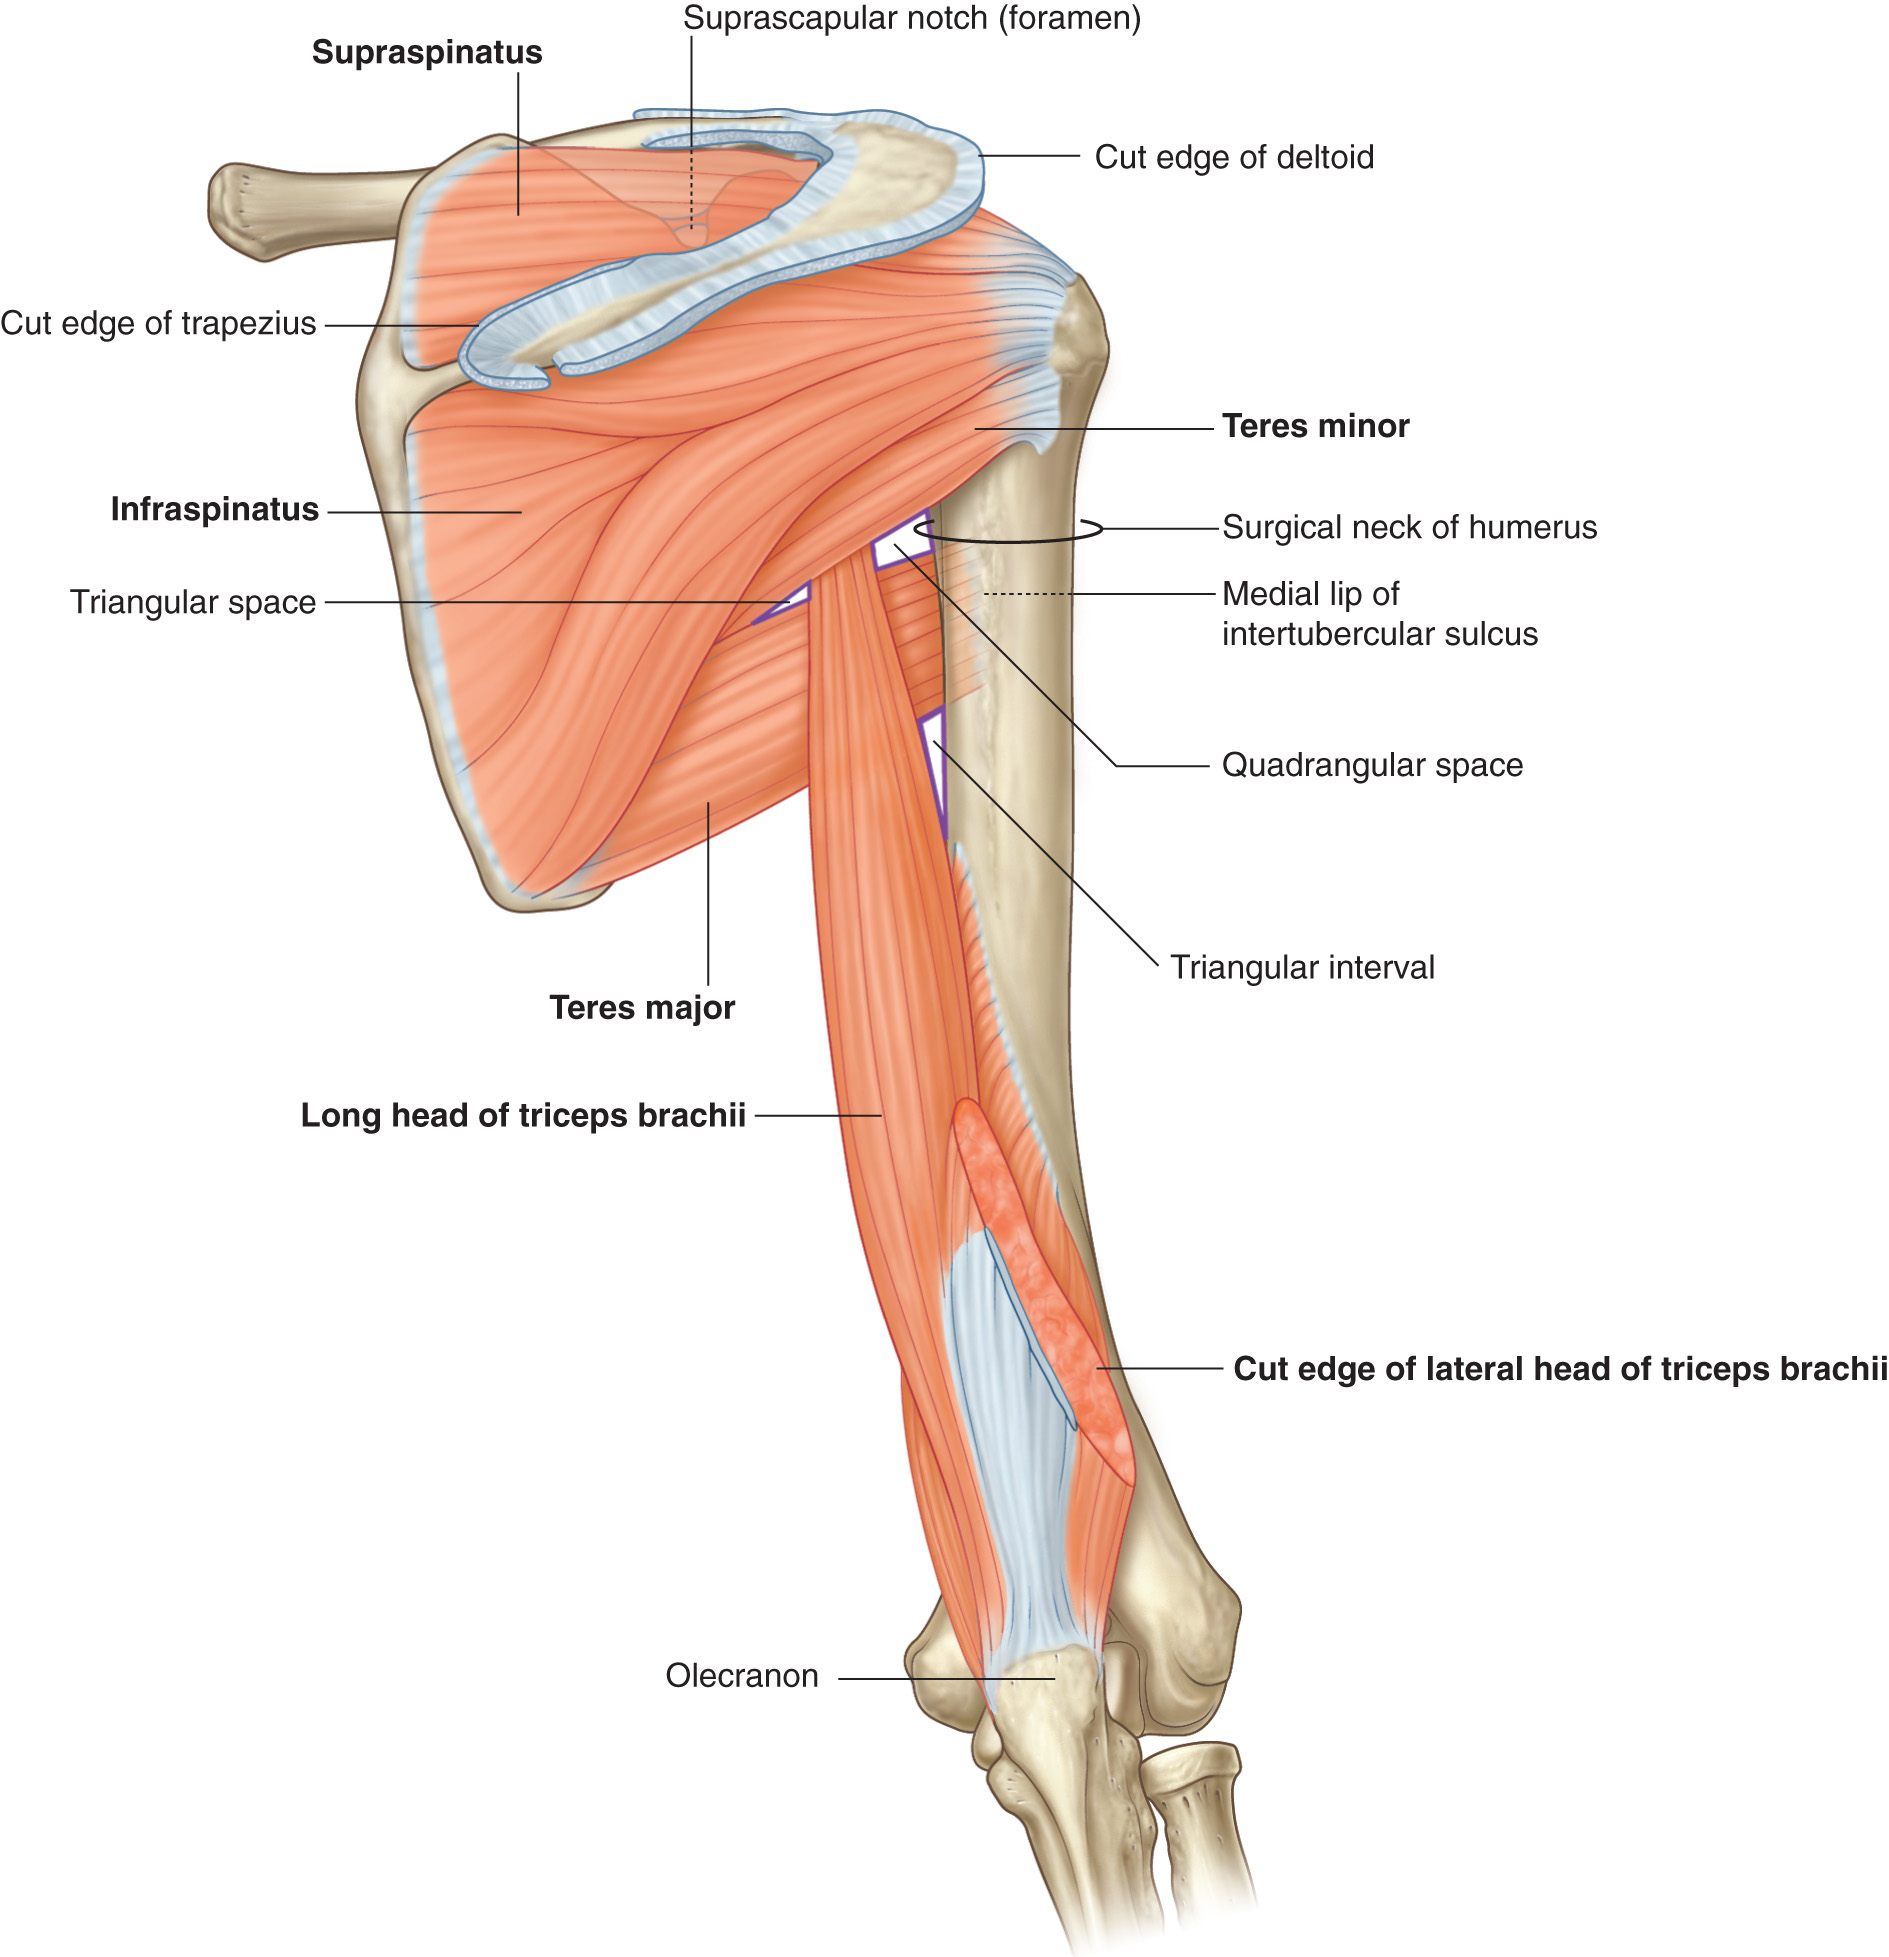 Suprascapular notch (foramen)
Supraspinatus
Cut edge of deltoid
Cut edge of trapezius
Teres minor
Infraspinatus
Surgical neck of humerus
Triangular space
Medial lip of
intertubercular sulcus
Quadrangular space
Triangular interval
Teres major
Long head of triceps brachii
Cut edge of lateral head of triceps brachii
Olecranon